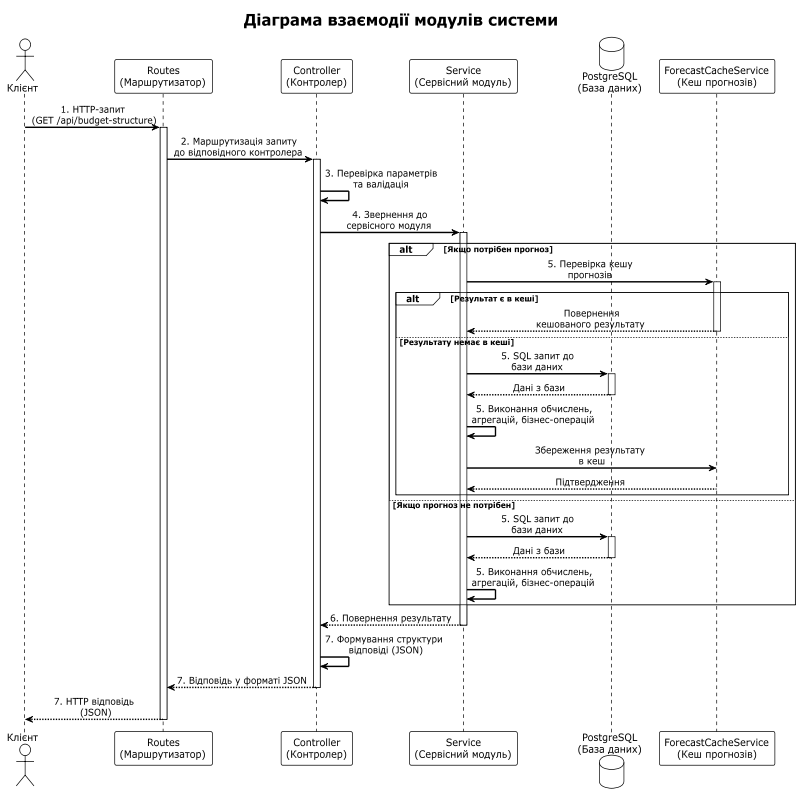 Діаграма взаємодії модулів системи
Клієнт
Routes
(Маршрутизатор)
Controller
(Контролер)
Service
(Сервісний модуль)
PostgreSQL
(База даних)
ForecastCacheService
(Кеш прогнозів)
1. HTTP-запит
(GET /api/budget-structure)
2. Маршрутизація запиту
до відповідного контролера
3. Перевірка параметрів
та валідація
4. Звернення до
сервісного модуля
alt [Якщо потрібен прогноз]
5. Перевірка кешу
прогнозів
alt [Результат є в кеші]
Повернення
кешованого результату
[Результату немає в кеші]
5. SQL запит до
бази даних
Дані з бази
5. Виконання обчислень,
агрегацій, бізнес-операцій
Збереження результату
в кеш
Підтвердження
[Якщо прогноз не потрібен]
5. SQL запит до
бази даних
Дані з бази
5. Виконання обчислень,
агрегацій, бізнес-операцій
6. Повернення результату
7. Формування структури
відповіді (JSON)
7. Відповідь у форматі JSON
7. HTTP відповідь
(JSON)
Клієнт
Routes
(Маршрутизатор)
Controller
(Контролер)
Service
(Сервісний модуль)
PostgreSQL
(База даних)
ForecastCacheService
(Кеш прогнозів)